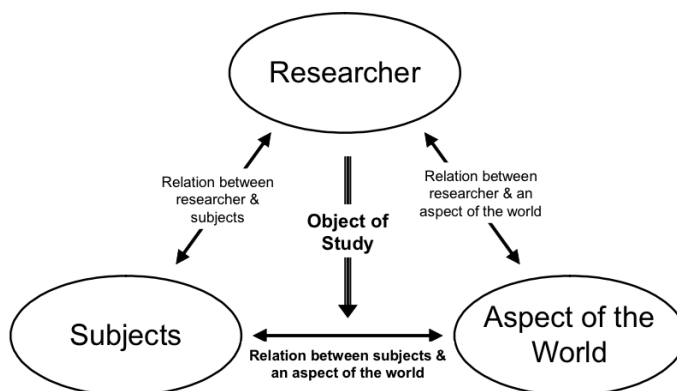 Researcher
Relation between
researcher &
subjects
Relation between
researcher & an
aspect of the world
Object of
Study
Subjects
Aspect of the
World
Relation between subjects &
an aspect of the world